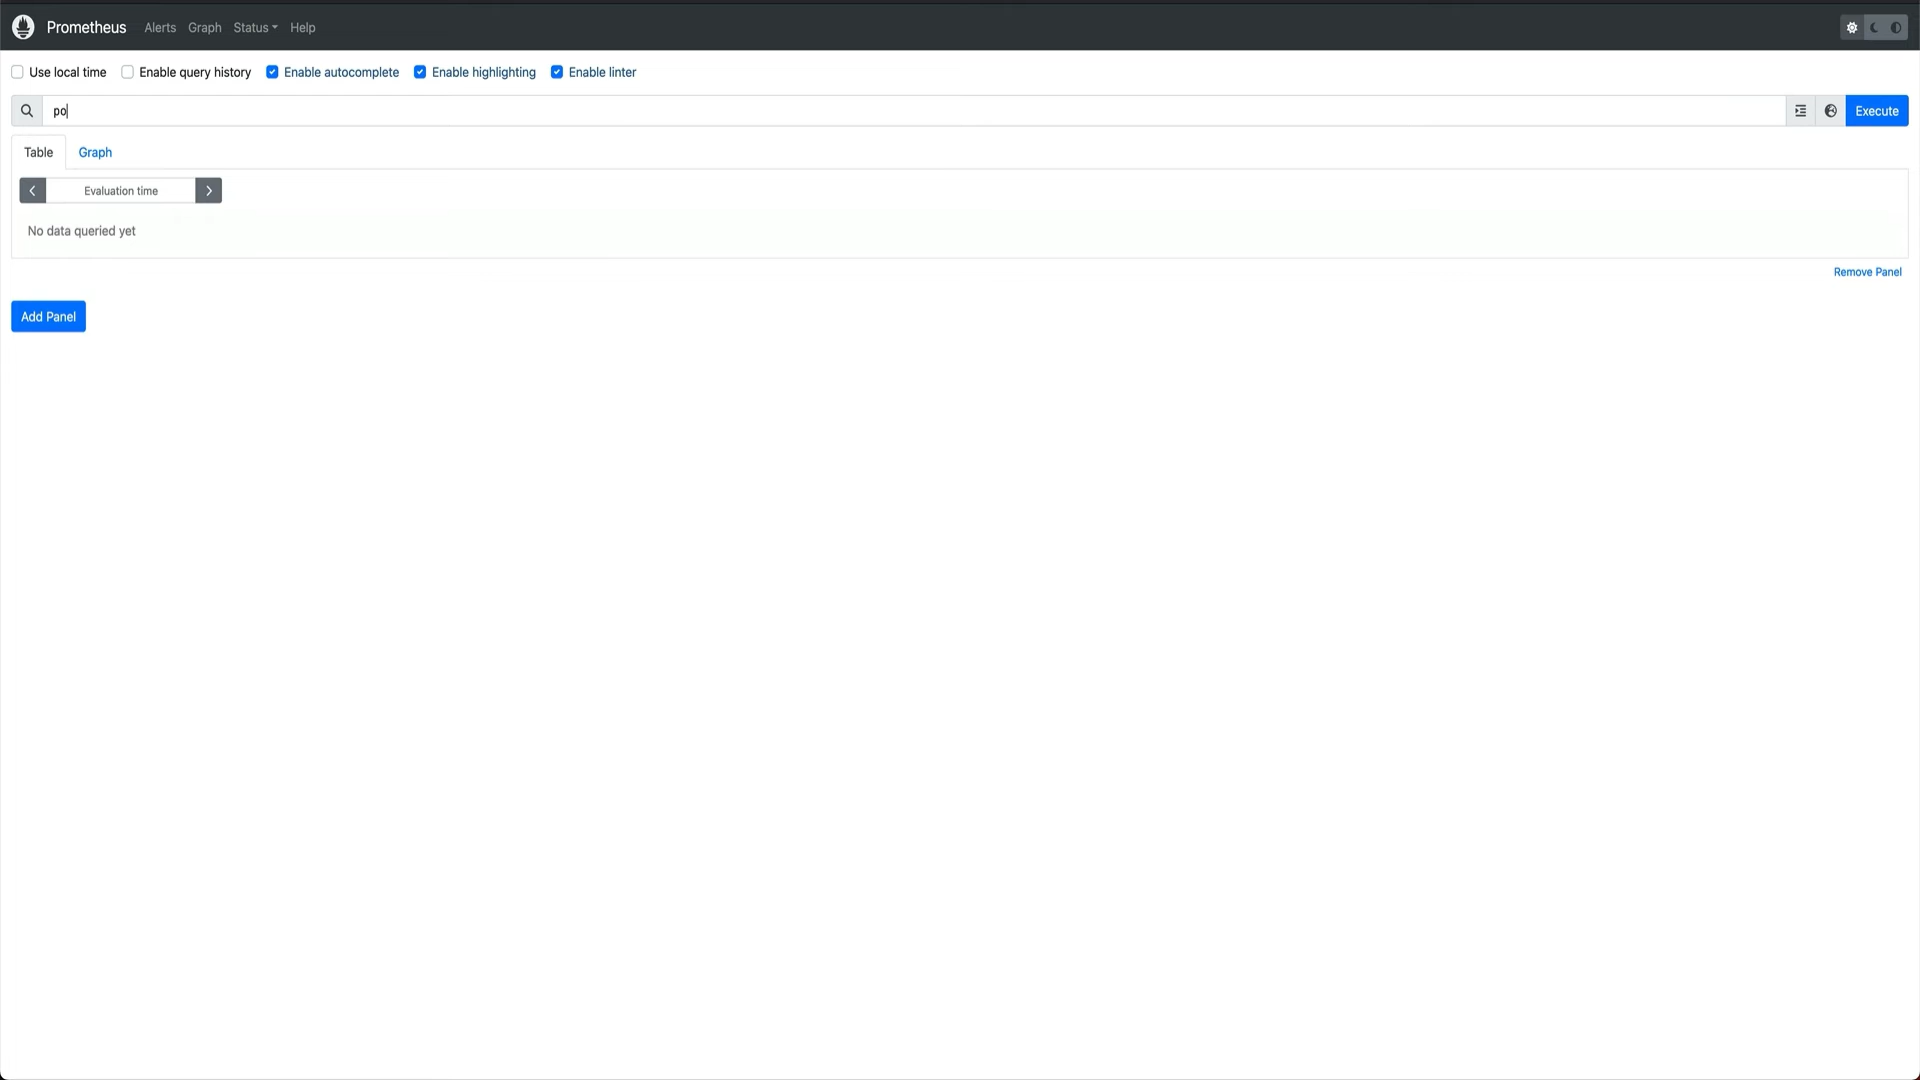 Prometheus Alerts Graph Status Help
Use local time Enable query history Enable autocomplete Enable highlighting Enable linter
po Execute
Table Graph
Evaluation time
No data queried yet
Remove Panel
Add Panel